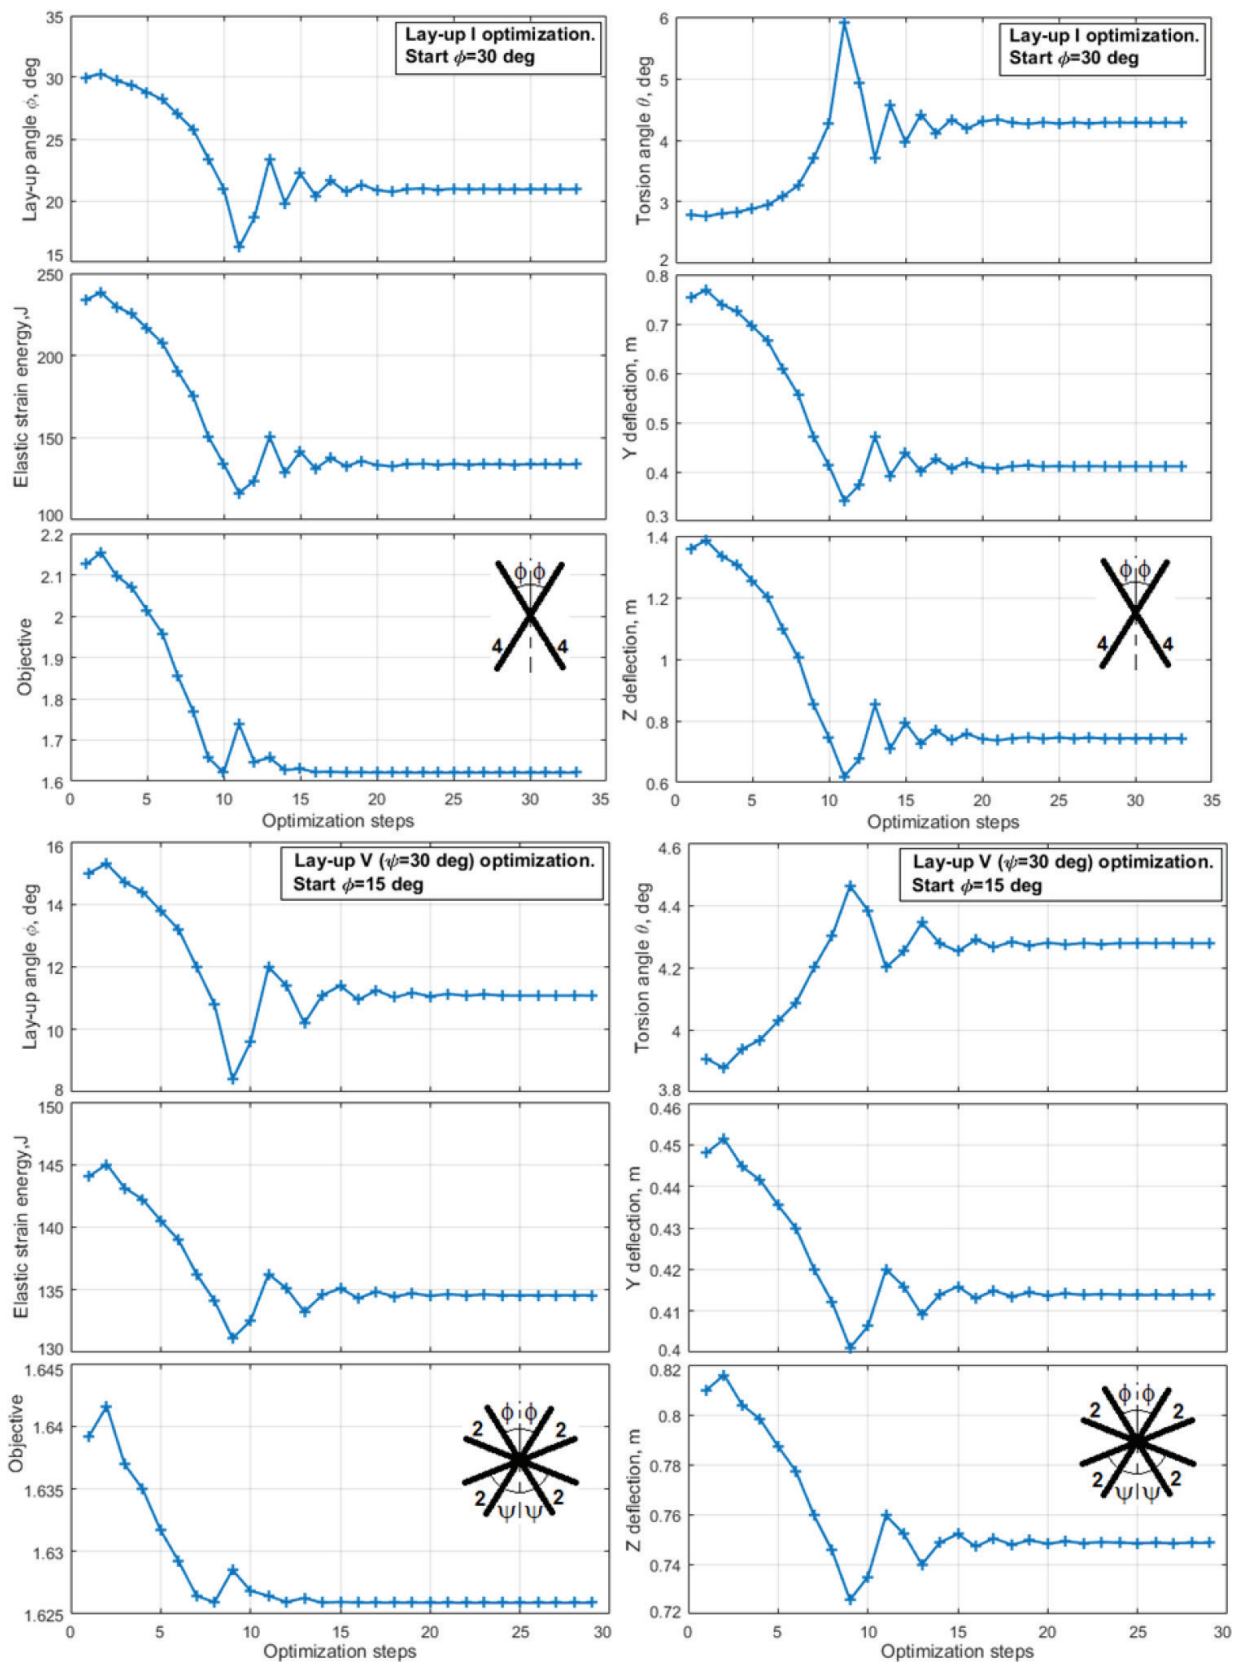 Lay-up I optimization.
Start ϕ=30 deg
Lay-up angle ϕ, deg
35
30
25
20
15
Lay-up I optimization.
Start ϕ=30 deg
Torsion angle θ, deg
6
5
4
3
2
Elastic strain energy,J
250
200
150
100
Y deflection, m
0.8
0.7
0.6
0.5
0.4
0.3
Objective
2.2
2.1
2
1.9
1.8
1.7
1.6
ϕ ϕ
4 4
0 5 10 15 20 25 30 35
Optimization steps
Z deflection, m
1.4
1.2
1
0.8
0.6
ϕ ϕ
4 4
0 5 10 15 20 25 30 35
Optimization steps
Lay-up V (ψ=30 deg) optimization.
Start ϕ=15 deg
Lay-up angle ϕ, deg
16
14
12
10
8
Lay-up V (ψ=30 deg) optimization.
Start ϕ=15 deg
Torsion angle θ, deg
4.6
4.4
4.2
4
3.8
Elastic strain energy,J
150
145
140
135
130
Y deflection, m
0.46
0.45
0.44
0.43
0.42
0.41
0.4
Objective
1.645
1.64
1.635
1.63
1.625
ϕ ϕ
2 2
2 2
ψ ψ
0 5 10 15 20 25 30
Optimization steps
Z deflection, m
0.82
0.8
0.78
0.76
0.74
0.72
ϕ ϕ
2 2
2 2
ψ ψ
0 5 10 15 20 25 30
Optimization steps